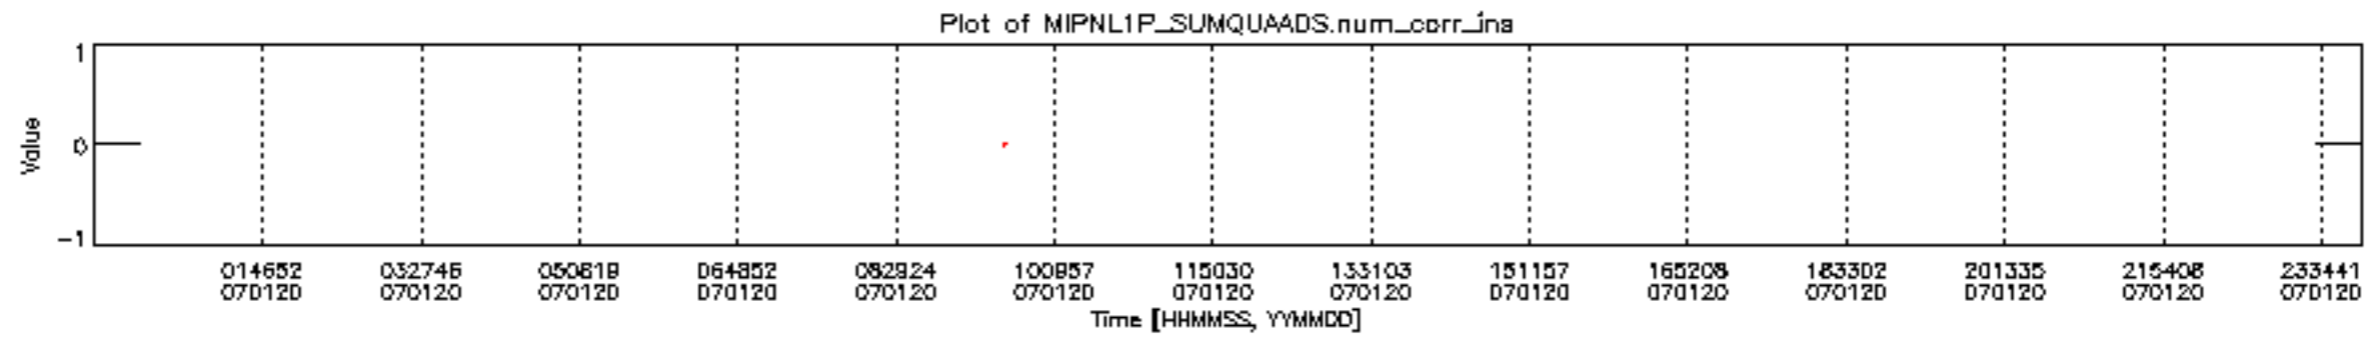 Plot of MIPNL1P_SUMQUAADS.num_corr_ins
1
0
-1
Value
014652 032746 050819 064852 082924 100957 115030 133103 151157 165208 183302 201335 215408 233441
070120 070120 070120 070120 070120 070120 070120 070120 070120 070120 070120 070120 070120 070120
Time [HHMMSS, YYMMDD]